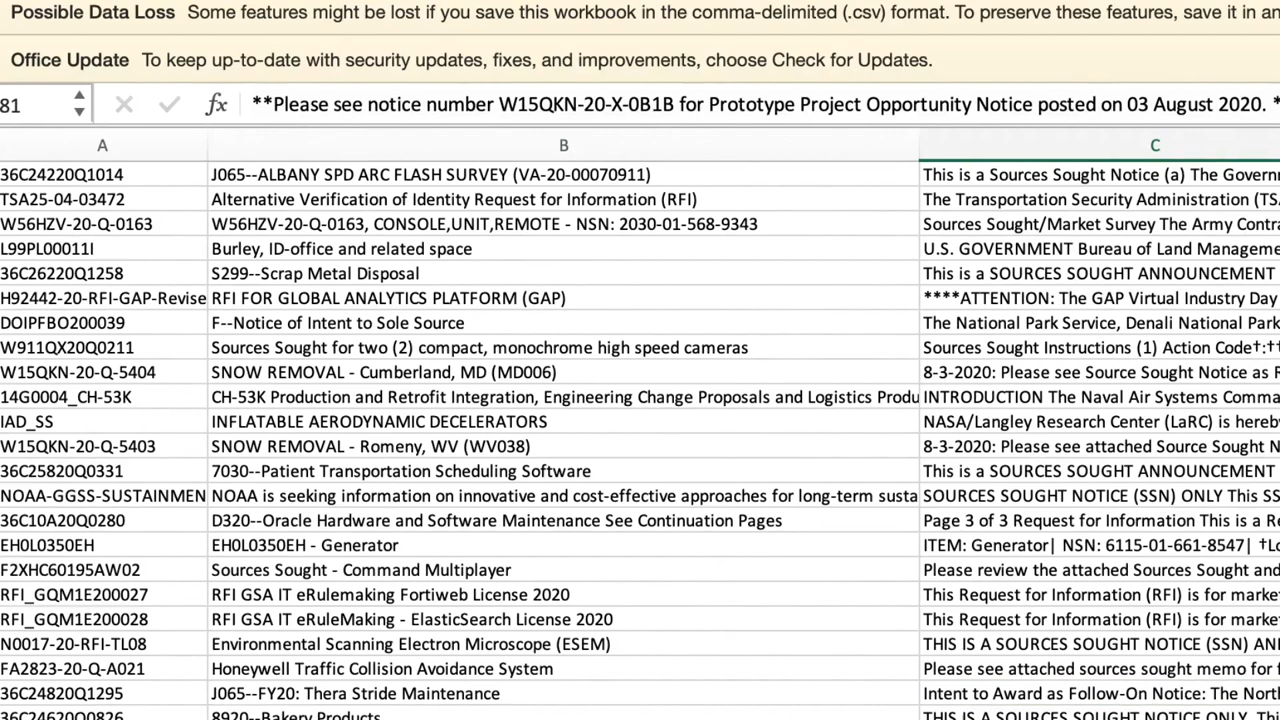 Possible Data Loss Some features might be lost if you save this workbook in the comma-delimited (.csv) format. To preserve these features, save it in an
Office Update To keep up-to-date with security updates, fixes, and improvements, choose Check for Updates.
81 fx **Please see notice number W15QKN-20-X-0B1B for Prototype Project Opportunity Notice posted on 03 August 2020. *
A B C
36C24220Q1014 J065--ALBANY SPD ARC FLASH SURVEY (VA-20-00070911) This is a Sources Sought Notice (a) The Govern
TSA25-04-03472 Alternative Verification of Identity Request for Information (RFI) The Transportation Security Administration (TSA
W56HZV-20-Q-0163 W56HZV-20-Q-0163, CONSOLE,UNIT,REMOTE - NSN: 2030-01-568-9343 Sources Sought/Market Survey The Army Contra
L99PL00011I Burley, ID-office and related space U.S. GOVERNMENT Bureau of Land Manageme
36C26220Q1258 S299--Scrap Metal Disposal This is a SOURCES SOUGHT ANNOUNCEMENT
H92442-20-RFI-GAP-Revise RFI FOR GLOBAL ANALYTICS PLATFORM (GAP) ****ATTENTION: The GAP Virtual Industry Day
DOIPFBO200039 F--Notice of Intent to Sole Source The National Park Service, Denali National Park
W911QX20Q0211 Sources Sought for two (2) compact, monochrome high speed cameras Sources Sought Instructions (1) Action Code†:††
W15QKN-20-Q-5404 SNOW REMOVAL - Cumberland, MD (MD006) 8-3-2020: Please see Source Sought Notice as R
14G0004_CH-53K CH-53K Production and Retrofit Integration, Engineering Change Proposals and Logistics Produ INTRODUCTION The Naval Air Systems Comma
IAD_SS INFLATABLE AERODYNAMIC DECELERATORS NASA/Langley Research Center (LaRC) is hereb
W15QKN-20-Q-5403 SNOW REMOVAL - Romeny, WV (WV038) 8-3-2020: Please see attached Source Sought N
36C25820Q0331 7030--Patient Transportation Scheduling Software This is a SOURCES SOUGHT ANNOUNCEMENT
NOAA-GGSS-SUSTAINMEN NOAA is seeking information on innovative and cost-effective approaches for long-term susta SOURCES SOUGHT NOTICE (SSN) ONLY This SS
36C10A20Q0280 D320--Oracle Hardware and Software Maintenance See Continuation Pages Page 3 of 3 Request for Information This is a Re
EH0L0350EH EH0L0350EH - Generator ITEM: Generator| NSN: 6115-01-661-8547| †Lo
F2XHC60195AW02 Sources Sought - Command Multiplayer Please review the attached Sources Sought and
RFI_GQM1E200027 RFI GSA IT eRulemaking Fortiweb License 2020 This Request for Information (RFI) is for marke
RFI_GQM1E200028 RFI GSA IT eRuleMaking - ElasticSearch License 2020 This Request for Information (RFI) is for marke
N0017-20-RFI-TL08 Environmental Scanning Electron Microscope (ESEM) THIS IS A SOURCES SOUGHT NOTICE (SSN) AN
FA2823-20-Q-A021 Honeywell Traffic Collision Avoidance System Please see attached sources sought memo for f
36C24820Q1295 J065--FY20: Thera Stride Maintenance Intent to Award as Follow-On Notice: The North
36C24620Q0826 8920--Bakery Products THIS IS A SOURCES SOUGHT NOTICE ONLY. Thi